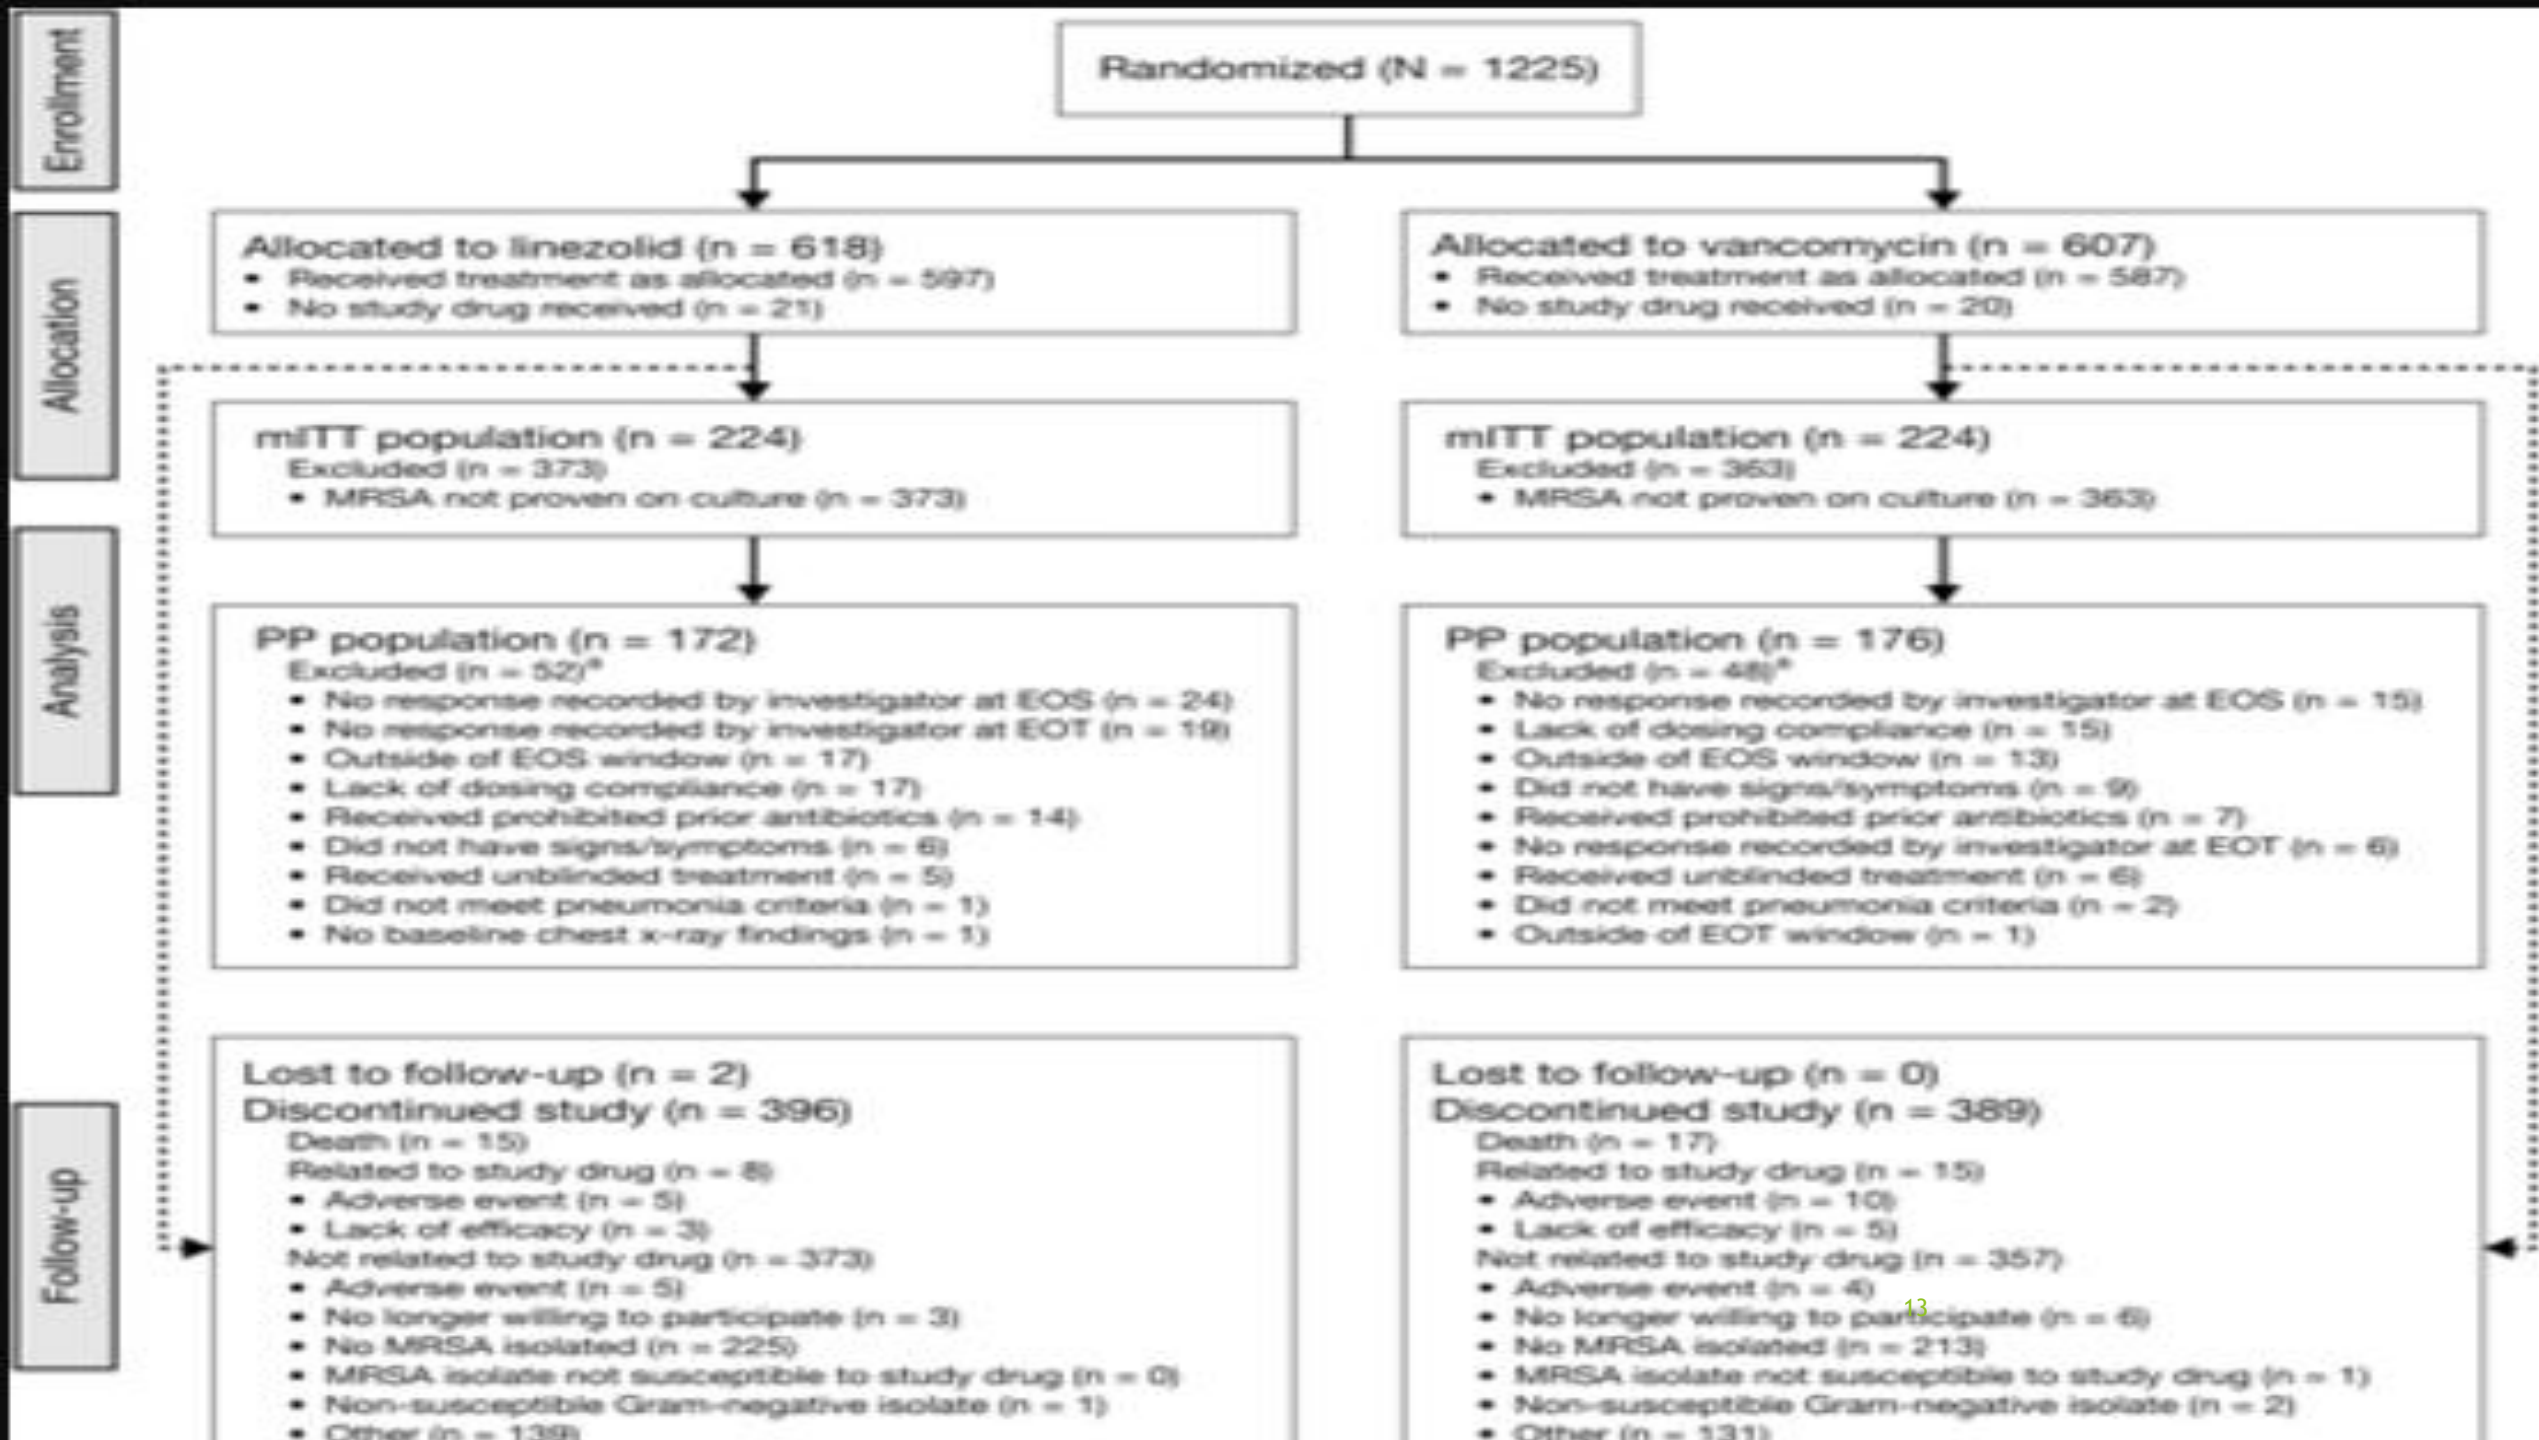 Enrollment
Randomized (N = 1225)
Allocation
Allocated to linezolid (n = 618)
• Received treatment as allocated (n = 597)
• No study drug received (n = 21)
Allocated to vancomycin (n = 607)
• Received treatment as allocated (n = 587)
• No study drug received (n = 20)
mITT population (n = 224)
Excluded (n = 373)
• MRSA not proven on culture (n = 373)
mITT population (n = 224)
Excluded (n = 363)
• MRSA not proven on culture (n = 363)
Analysis
PP population (n = 172)
Excluded (n = 52)ª
• No response recorded by investigator at EOS (n = 24)
• No response recorded by investigator at EOT (n = 19)
• Outside of EOS window (n = 17)
• Lack of dosing compliance (n = 17)
• Received prohibited prior antibiotics (n = 14)
• Did not have signs/symptoms (n = 6)
• Received unblinded treatment (n = 5)
• Did not meet pneumonia criteria (n = 1)
• No baseline chest x-ray findings (n = 1)
PP population (n = 176)
Excluded (n = 48)ª
• No response recorded by investigator at EOS (n = 15)
• Lack of dosing compliance (n = 15)
• Outside of EOS window (n = 13)
• Did not have signs/symptoms (n = 9)
• Received prohibited prior antibiotics (n = 7)
• No response recorded by investigator at EOT (n = 6)
• Received unblinded treatment (n = 6)
• Did not meet pneumonia criteria (n = 2)
• Outside of EOT window (n = 1)
Follow-up
Lost to follow-up (n = 2)
Discontinued study (n = 396)
Death (n = 15)
Related to study drug (n = 8)
• Adverse event (n = 5)
• Lack of efficacy (n = 3)
Not related to study drug (n = 373)
• Adverse event (n = 5)
• No longer willing to participate (n = 3)
• No MRSA isolated (n = 225)
• MRSA isolate not susceptible to study drug (n = 0)
• Non-susceptible Gram-negative isolate (n = 1)
• Other (n = 139)
Lost to follow-up (n = 0)
Discontinued study (n = 389)
Death (n = 17)
Related to study drug (n = 15)
• Adverse event (n = 10)
• Lack of efficacy (n = 5)
Not related to study drug (n = 357)
• Adverse event (n = 4)
13
• No longer willing to participate (n = 6)
• No MRSA isolated (n = 213)
• MRSA isolate not susceptible to study drug (n = 1)
• Non-susceptible Gram-negative isolate (n = 2)
• Other (n = 131)